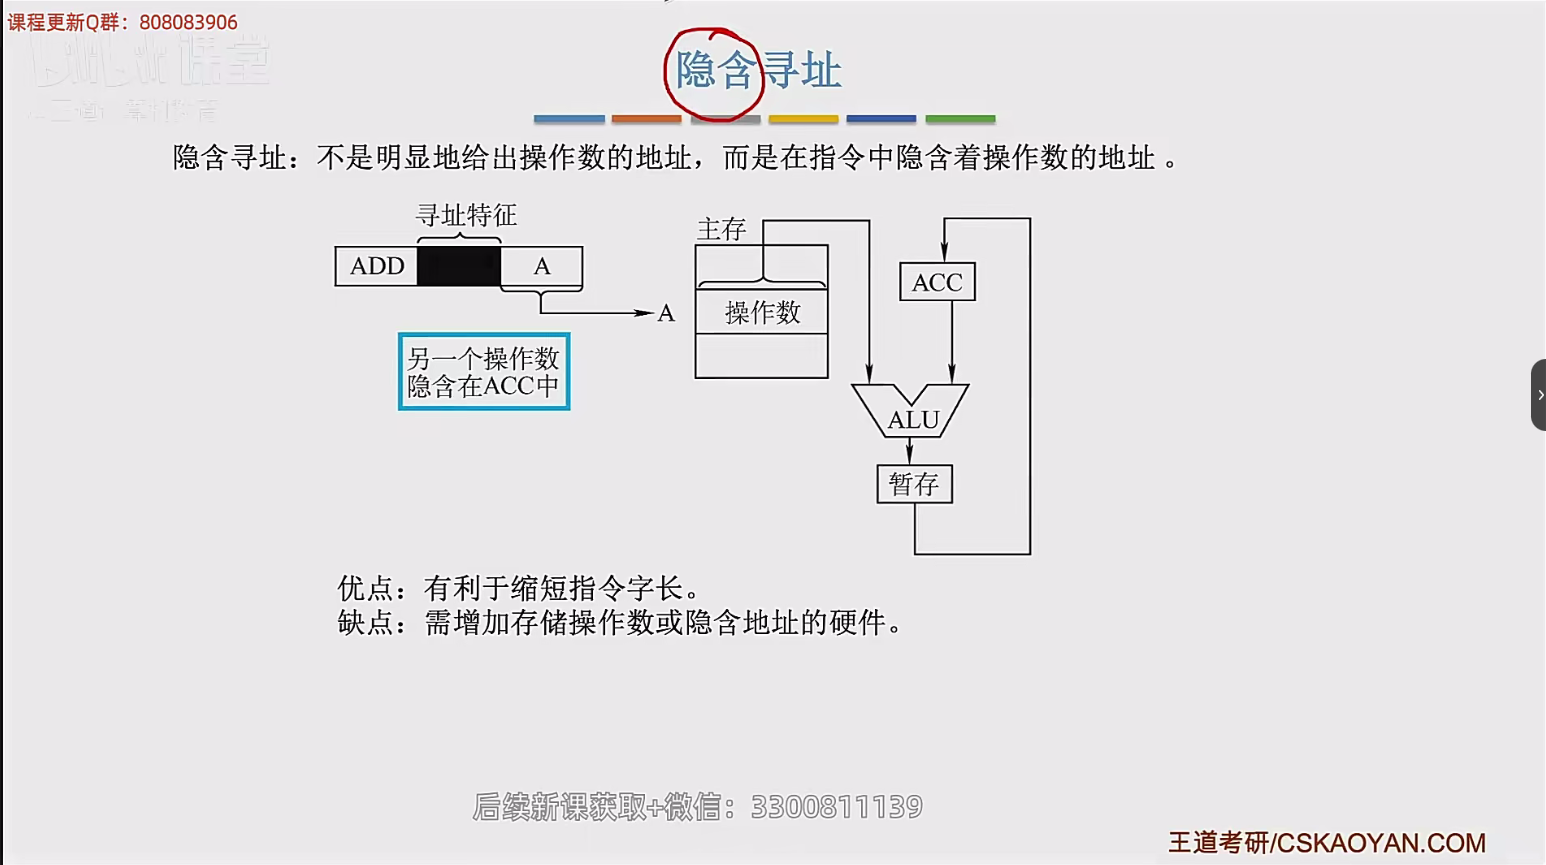 课程更新Q群：808083906
课堂
隐含寻址
隐含寻址：不是明显地给出操作数的地址，而是在指令中隐含着操作数的地址 。
寻址特征
ADD
A
A
另一个操作数
隐含在ACC中
主存
操作数
ACC
ALU
暂存
优点：有利于缩短指令字长。
缺点：需增加存储操作数或隐含地址的硬件。
后续新课获取+微信：3300811139
王道考研/CSKAOYAN.COM